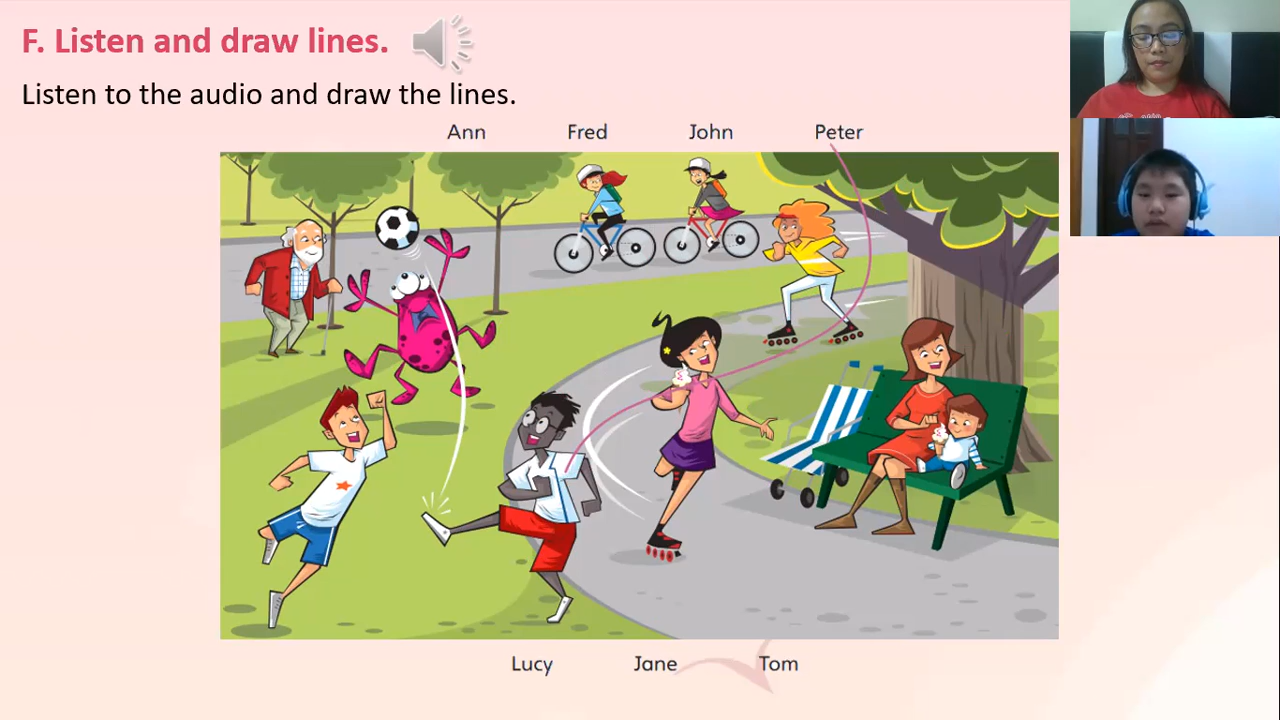 F. Listen and draw lines.
Listen to the audio and draw the lines.
Ann Fred John Peter
Lucy Jane Tom